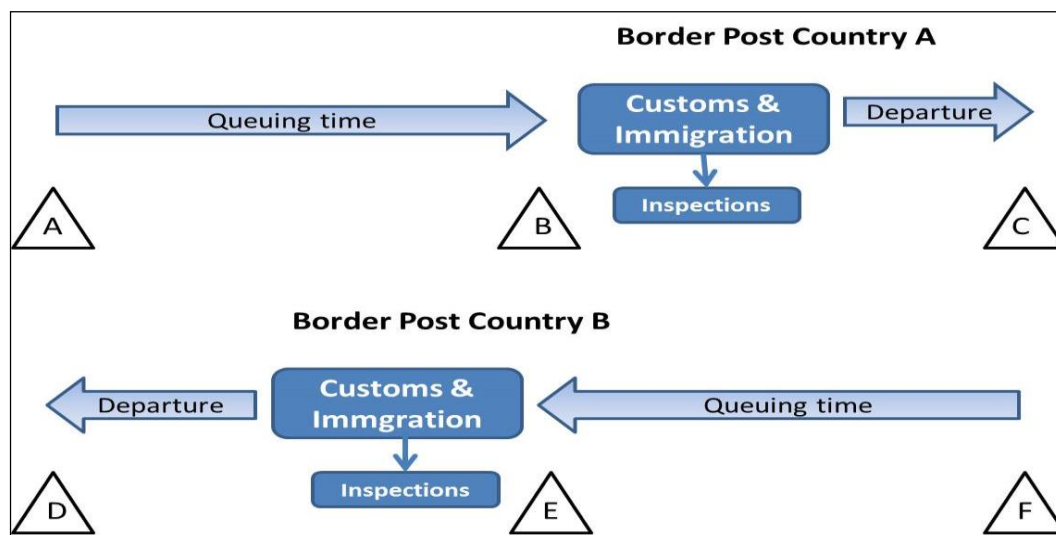 Border Post Country A
Queuing time
Customs &
Immigration
Departure
Inspections
A
B
C
Border Post Country B
Departure
Customs &
Immgration
Queuing time
Inspections
D
E
F